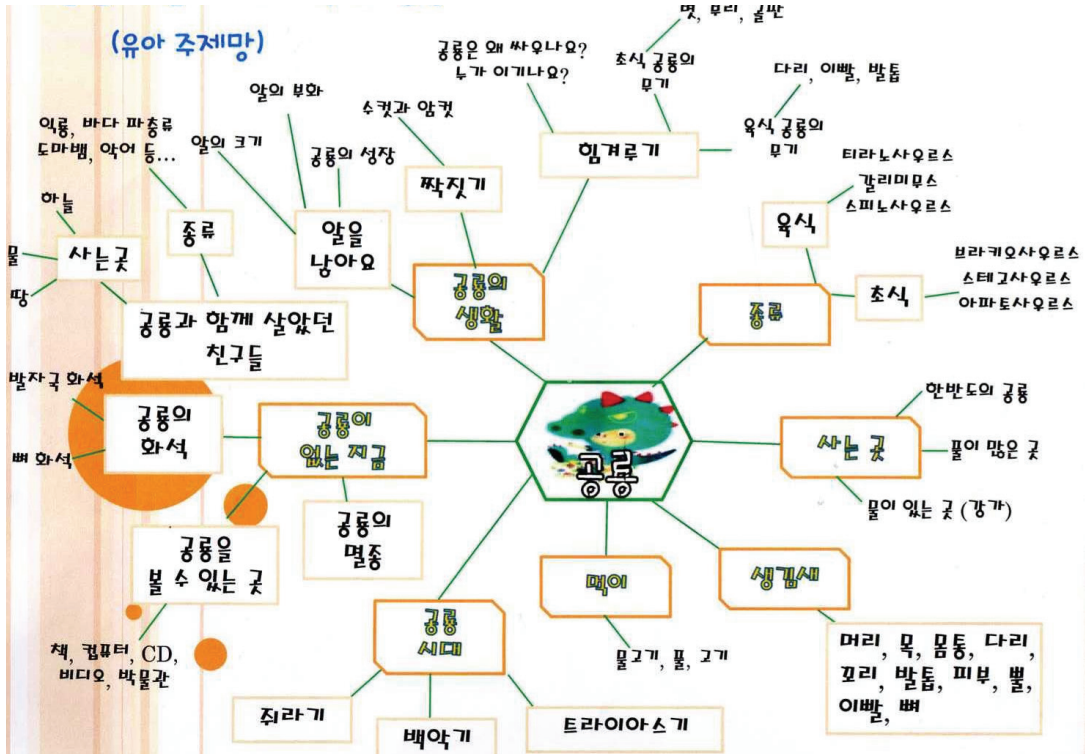 (유아 주제망)
볏, 부리, 골판
공룡은 왜 싸우나요?
누가 이기나요?
초식 공룡의
무기
다리, 이빨, 발톱
육식 공룡의
무기
힘겨루기
알의 부화
수컷과 암컷
익룡, 바다 파충류
도마뱀, 악어 등...
알의 크기
공룡의 성장
짝짓기
티라노사우르스
갈리미무스
스피노사우르스
육식
하늘
물
땅
사는 곳
종류
알을
낳아요
공룡의
생활
종류
초식
브라키오사우르스
스테고사우르스
아파토사우르스
공룡과 함께 살았던
친구들
발자국 화석
뼈 화석
공룡의
화석
공룡이
없는 지금
공룡
사는 곳
한반도의 공룡
풀이 많은 곳
물이 있는 곳 (강가)
공룡의
멸종
공룡을
볼 수 있는 곳
책, 컴퓨터, CD,
비디오, 박물관
공룡
시대
쥐라기
백악기
트라이아스기
먹이
물고기, 풀, 고기
생김새
머리, 목, 몸통, 다리,
꼬리, 발톱, 피부, 뿔,
이빨, 뼈